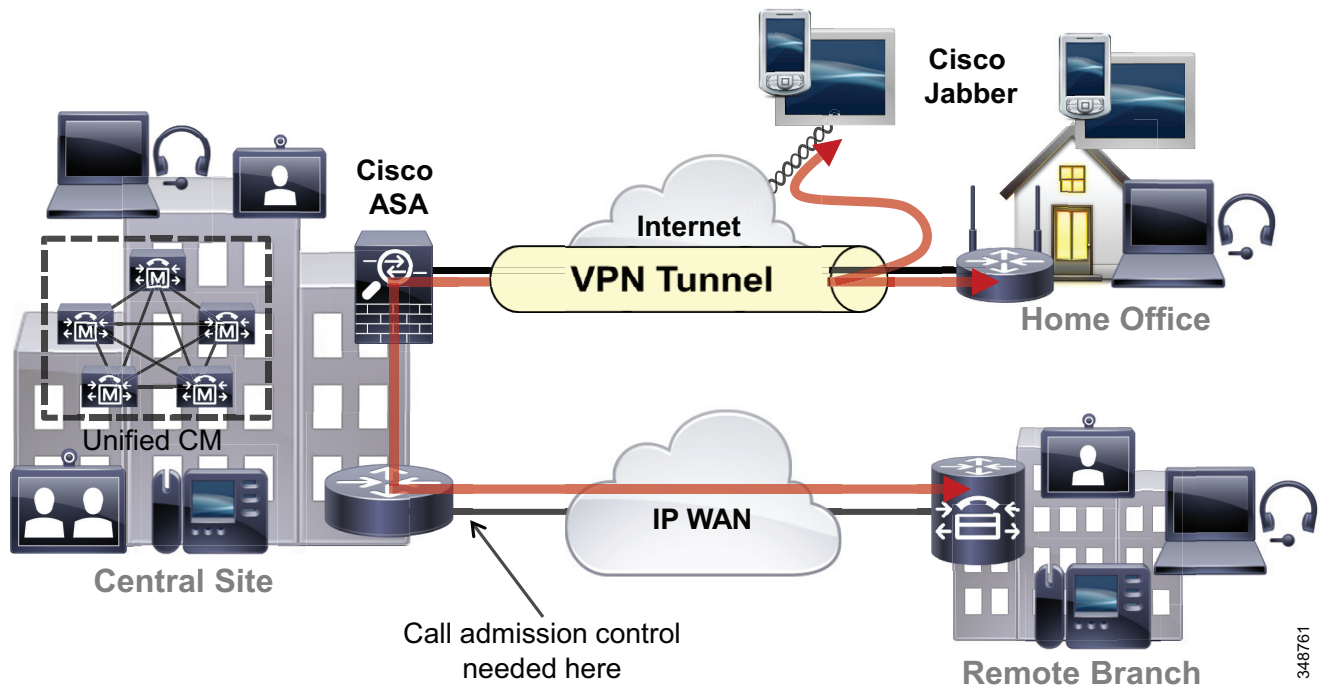 Cisco
Jabber
Cisco
ASA
Internet
VPN Tunnel
Home Office
M
M
M
M
M
Unified CM
IP WAN
Central Site
Call admission control
needed here
Remote Branch
348761